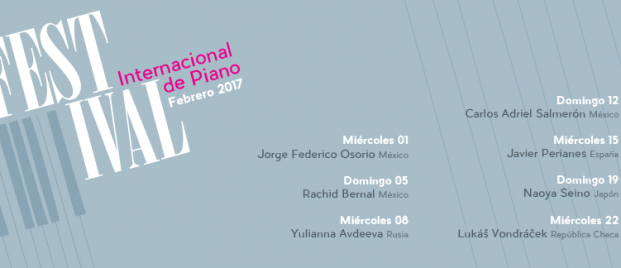 FEST
IVAL
Internacional
de Piano
Febrero 2017
Miércoles 01
Jorge Federico Osorio México
Domingo 05
Rachid Bernal México
Miércoles 08
Yulianna Avdeeva Rusia
Domingo 12
Carlos Adriel Salmerón México
Miércoles 15
Javier Perianes España
Domingo 19
Naoya Seino Japón
Miércoles 22
Lukáš Vondráček República Checa